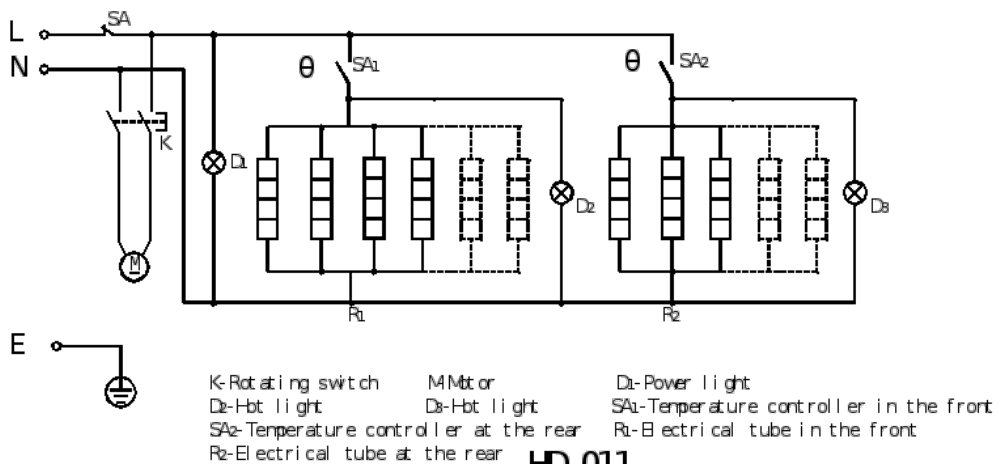 L
SA
N
θ
SA1
θ
SA2
K
D1
D2
D3
M
R1
R2
E
K-Rotating switch
M-Motor
D1-Power light
D2-Hot light
D3-Hot light
SA1-Temperature controller in the front
SA2-Temperature controller at the rear
R1-Electrical tube in the front
R2-Electrical tube at the rear
HD-011